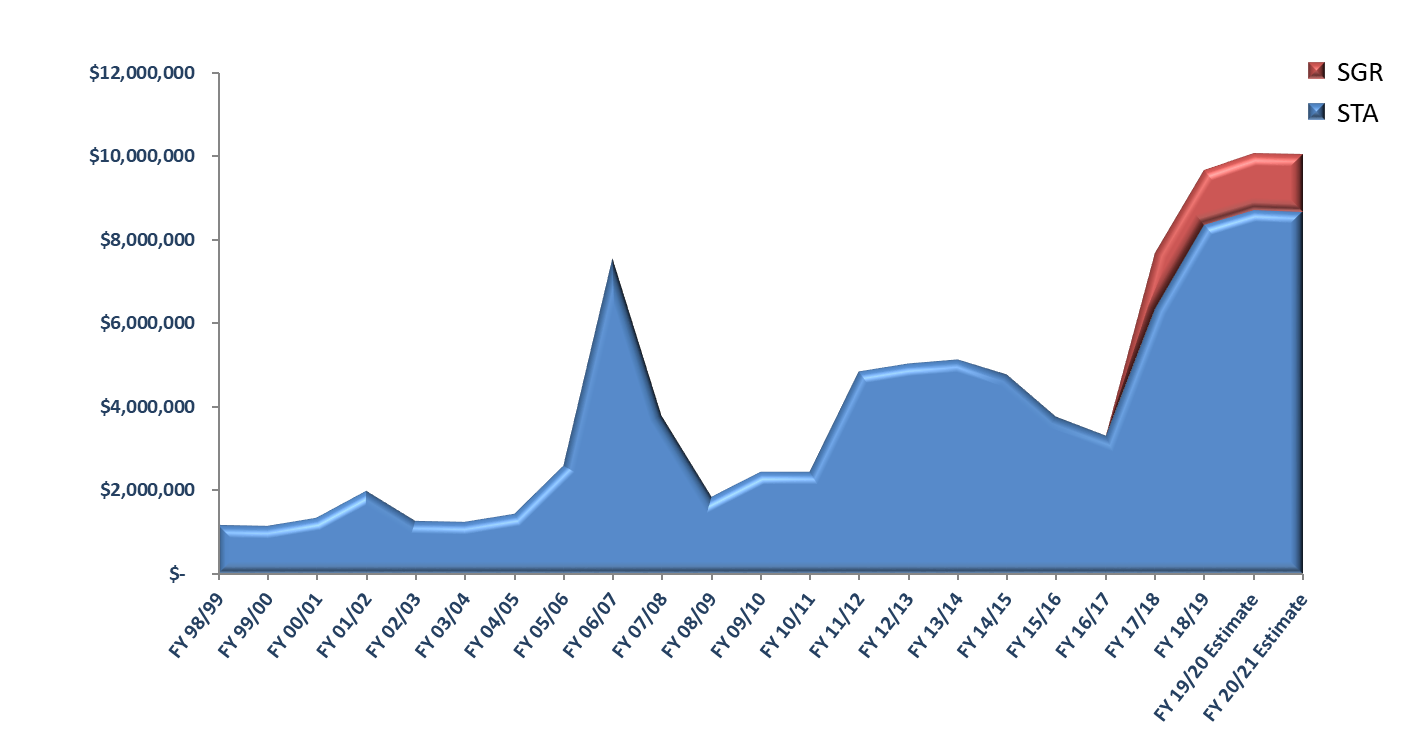 SGR
STA
$12,000,000
$10,000,000
$8,000,000
$6,000,000
$4,000,000
$2,000,000
$-
FY 98/99
FY 99/00
FY 00/01
FY 01/02
FY 02/03
FY 03/04
FY 04/05
FY 05/06
FY 06/07
FY 07/08
FY 08/09
FY 09/10
FY 10/11
FY 11/12
FY 12/13
FY 13/14
FY 14/15
FY 15/16
FY 16/17
FY 17/18
FY 18/19
FY 19/20 Estimate
FY 20/21 Estimate